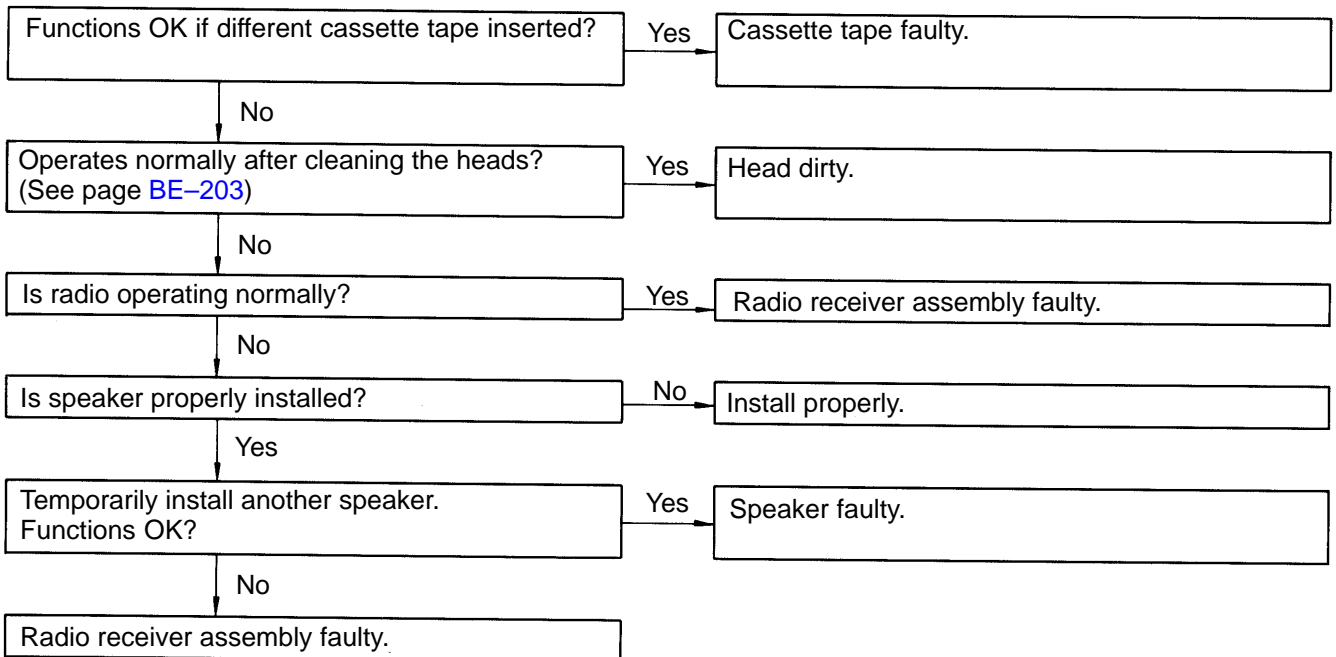 Functions OK if different cassette tape inserted?
Yes
Cassette tape faulty.
No
Operates normally after cleaning the heads?
(See page BE–203)
Yes
Head dirty.
No
Is radio operating normally?
Yes
Radio receiver assembly faulty.
No
Is speaker properly installed?
No
Install properly.
Yes
Temporarily install another speaker.
Functions OK?
Yes
Speaker faulty.
No
Radio receiver assembly faulty.